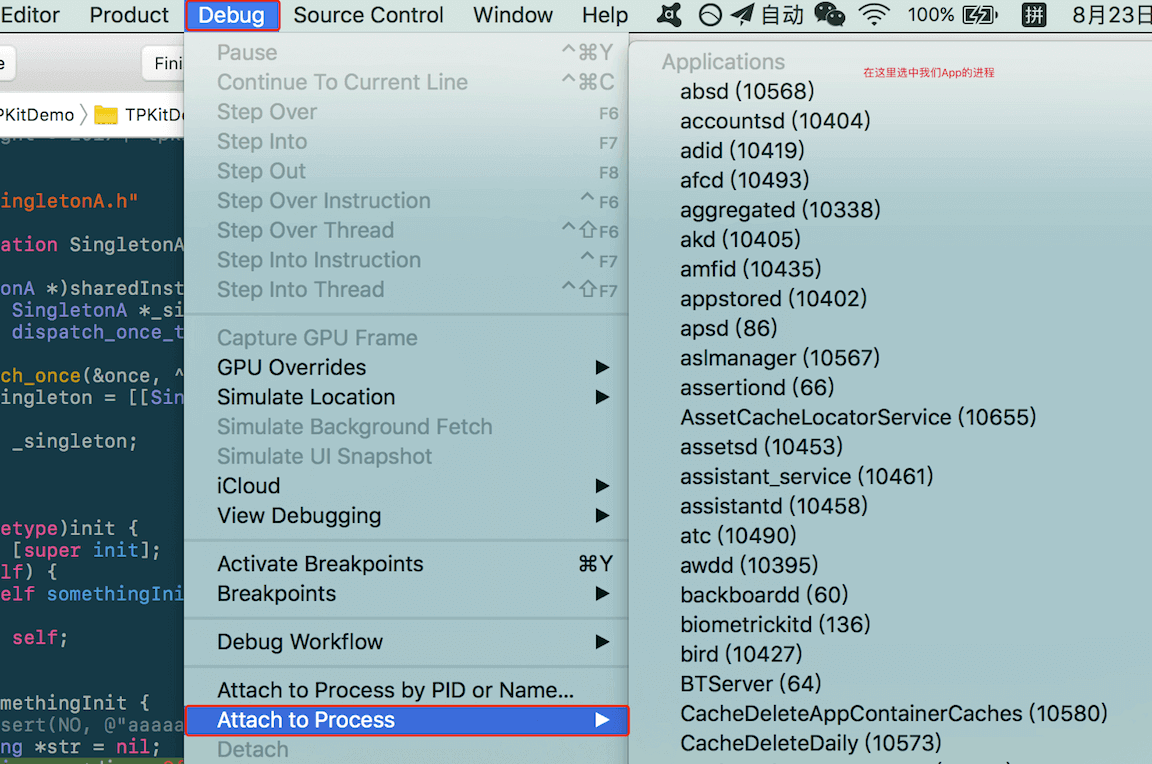 Editor Product Debug Source Control Window Help 自动 100% 拼 8月23日
Fini
PKitDemo TPKitDe
ingletonA.h"
ation SingletonA
onA *)sharedInst
SingletonA *_si
dispatch_once_t
ch_once(&once, ^
ingleton = [[Sin
_singleton;
etype)init {
[super init];
lf) {
elf somethingIni
self;
methingInit {
ssert(NO, @"aaaaa
ng *str = nil;
Pause ^⌘Y
Continue To Current Line ^⌘C
Step Over F6
Step Into F7
Step Out F8
Step Over Instruction ^F6
Step Over Thread ^⇧F6
Step Into Instruction ^F7
Step Into Thread ^⇧F7
Capture GPU Frame
GPU Overrides ▶
Simulate Location ▶
Simulate Background Fetch
Simulate UI Snapshot
iCloud ▶
View Debugging ▶
Activate Breakpoints ⌘Y
Breakpoints ▶
Debug Workflow ▶
Attach to Process by PID or Name...
Attach to Process ▶
Detach
Applications
在这里选中我们App的进程
absd (10568)
accountsd (10404)
adid (10419)
afcd (10493)
aggregated (10338)
akd (10405)
amfid (10435)
appstored (10402)
apsd (86)
aslmanager (10567)
assertiond (66)
AssetCacheLocatorService (10655)
assetsd (10453)
assistant_service (10461)
assistantd (10458)
atc (10490)
awdd (10395)
backboardd (60)
biometrickitd (136)
bird (10427)
BTServer (64)
CacheDeleteAppContainerCaches (10580)
CacheDeleteDaily (10573)